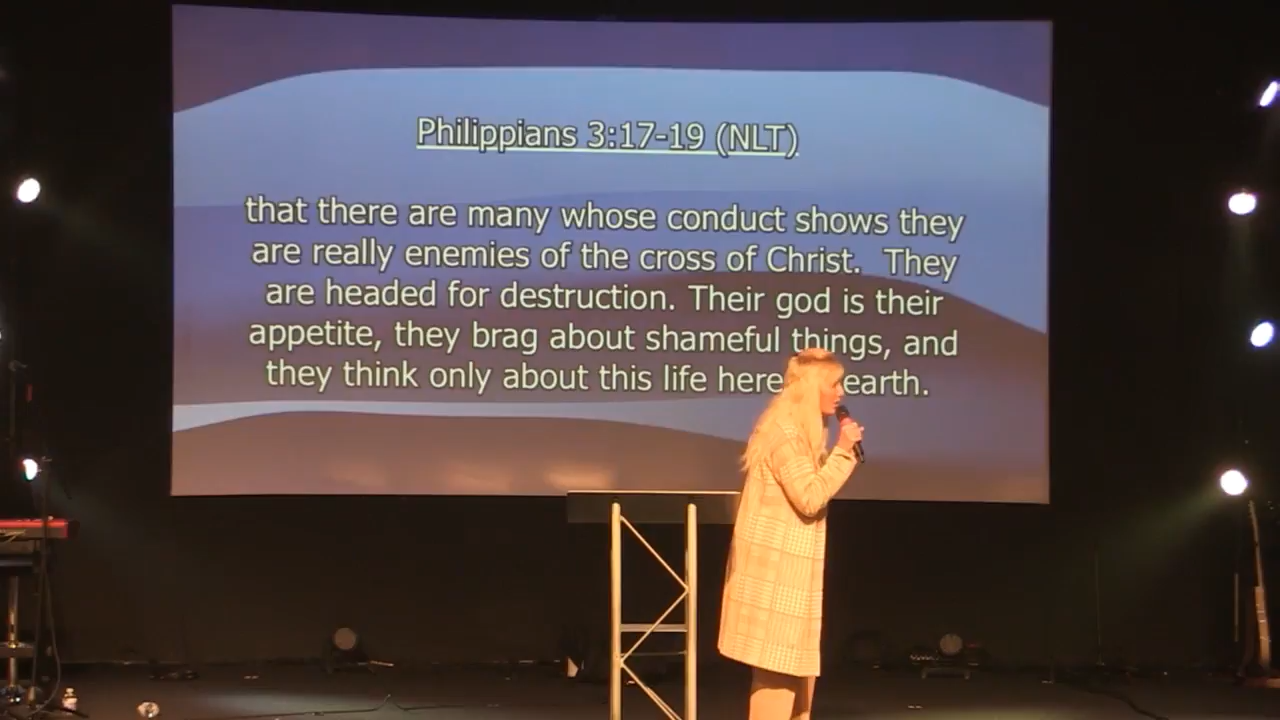 Philippians 3:17-19 (NLT)
that there are many whose conduct shows they
are really enemies of the cross of Christ. They
are headed for destruction. Their god is their
appetite, they brag about shameful things, and
they think only about this life here earth.